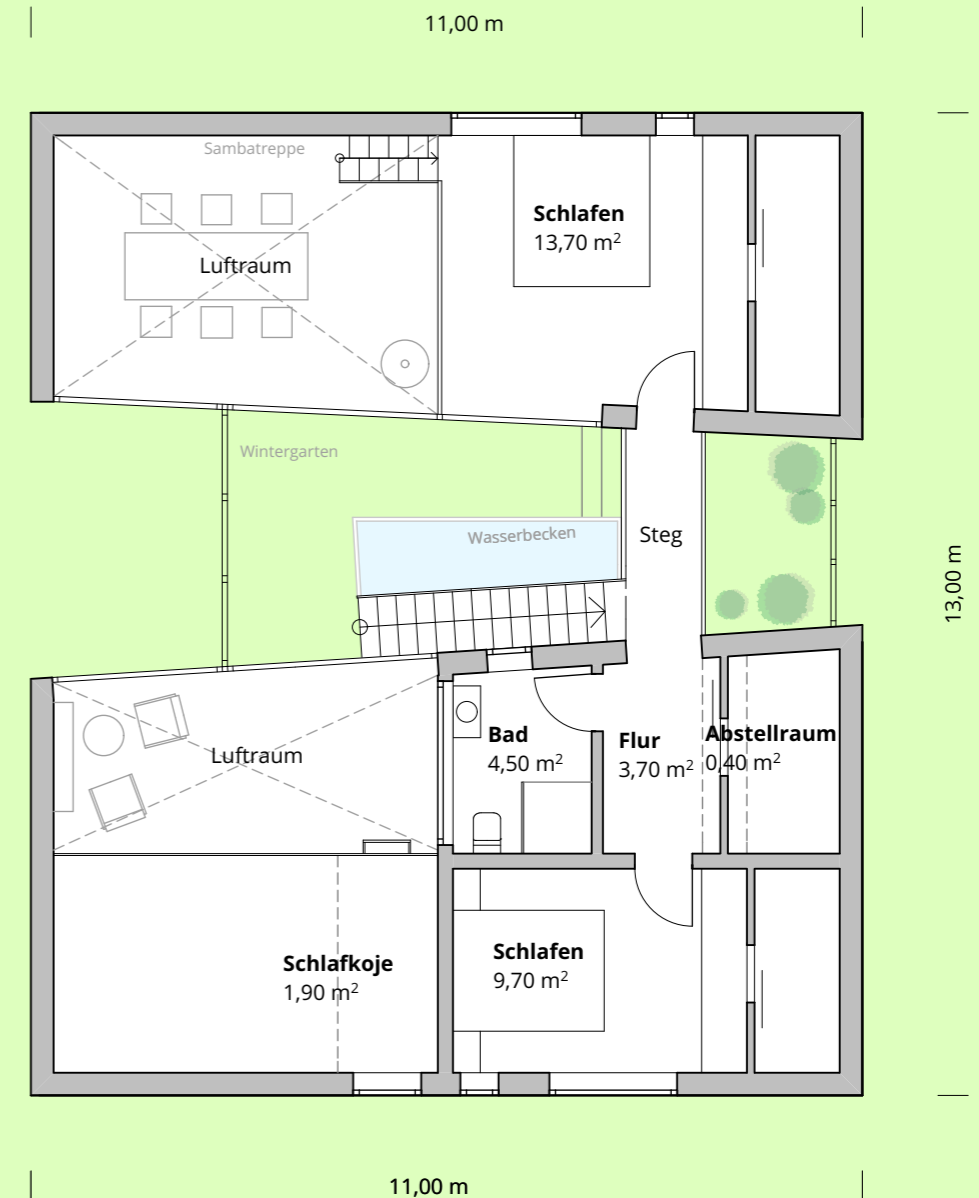 11,00 m
Sambatreppe
Schlafen
13,70 m²
Luftraum
Wintergarten
Wasserbecken
Steg
13,00 m
Luftraum
Bad
4,50 m²
Flur
3,70 m²
Abstellraum
0,40 m²
Schlafkoje
1,90 m²
Schlafen
9,70 m²
11,00 m